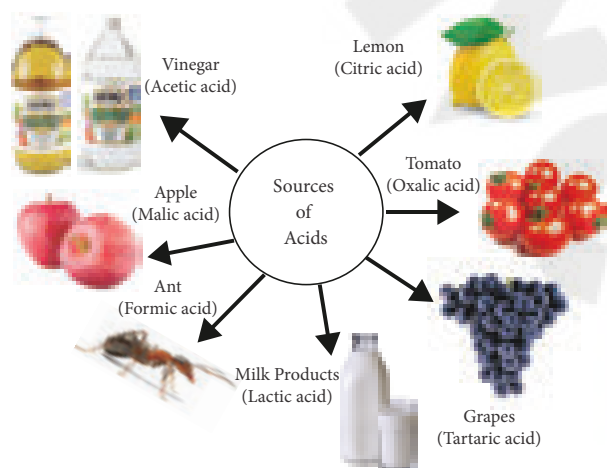 Vinegar
(Acetic acid)
Lemon
(Citric acid)
Apple
(Malic acid)
Sources
of
Acids
Tomato
(Oxalic acid)
Ant
(Formic acid)
Milk Products
(Lactic acid)
Grapes
(Tartaric acid)